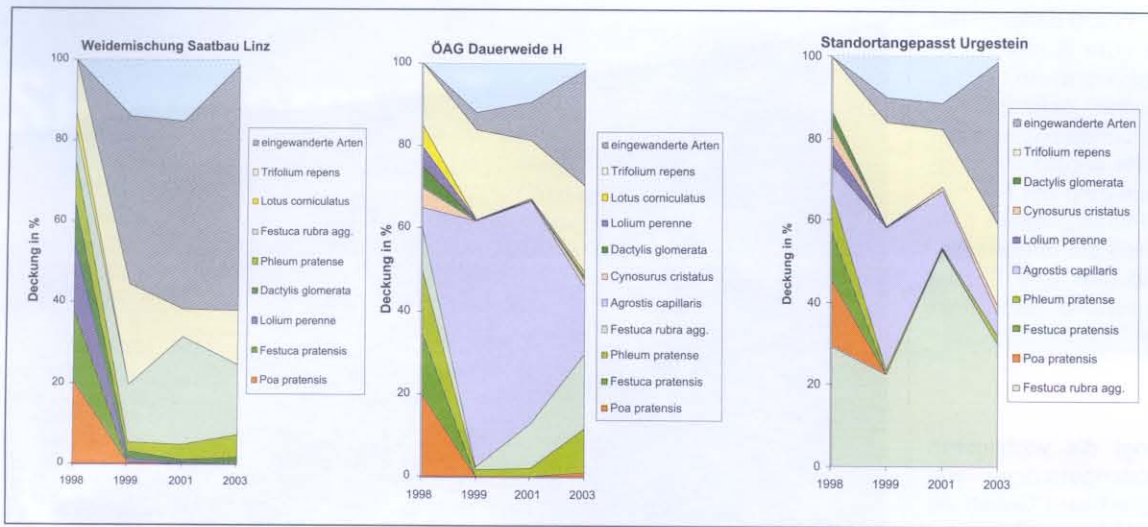 Weidemischung Saatbau Linz
Deckung in %
100
80
60
40
20
0
1998 1999 2001 2003
eingewanderte Arten
Trifolium repens
Lotus corniculatus
Festuca rubra agg.
Phleum pratense
Dactylis glomerata
Lolium perenne
Festuca pratensis
Poa pratensis
ÖAG Dauerweide H
Deckung in %
100
80
60
40
20
0
1998 1999 2001 2003
eingewanderte Arten
Trifolium repens
Lotus corniculatus
Lolium perenne
Dactylis glomerata
Cynosurus cristatus
Agrostis capillaris
Festuca rubra agg.
Phleum pratense
Festuca pratensis
Poa pratensis
Standortangepasst Urgestein
Deckung in %
100
80
60
40
20
0
1998 1999 2001 2003
eingewanderte Arten
Trifolium repens
Dactylis glomerata
Cynosurus cristatus
Lolium perenne
Agrostis capillaris
Phleum pratense
Festuca pratensis
Poa pratensis
Festuca rubra agg.